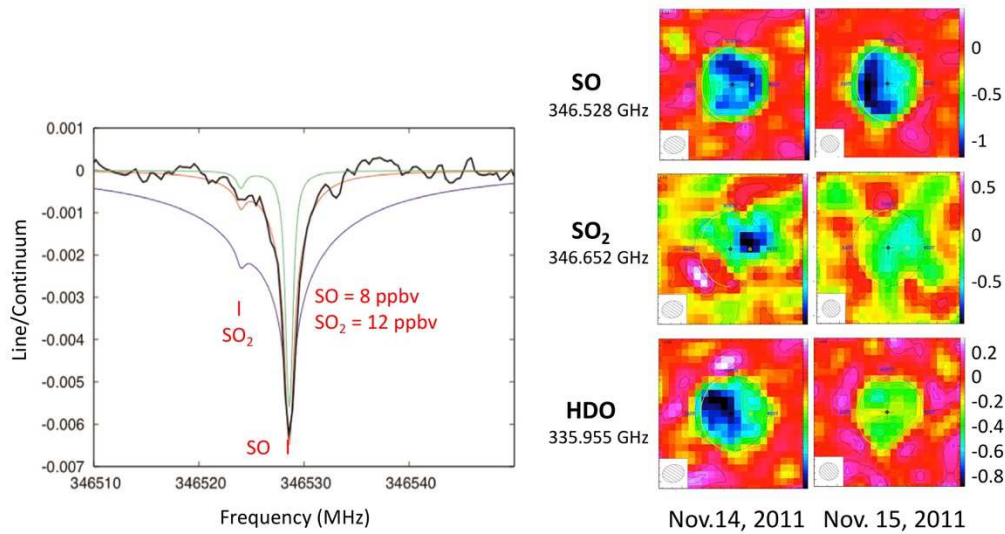 0.001
0
-0.001
-0.002
-0.003
-0.004
-0.005
-0.006
-0.007
Line/Continuum
SO₂
SO = 8 ppbv
SO₂ = 12 ppbv
SO
346510
346520
346530
346540
Frequency (MHz)
SO
346.528 GHz
0
-0.5
-1
SO₂
346.652 GHz
0.5
0
-0.5
HDO
335.955 GHz
0.2
0
-0.2
-0.4
-0.6
-0.8
Nov.14, 2011
Nov. 15, 2011